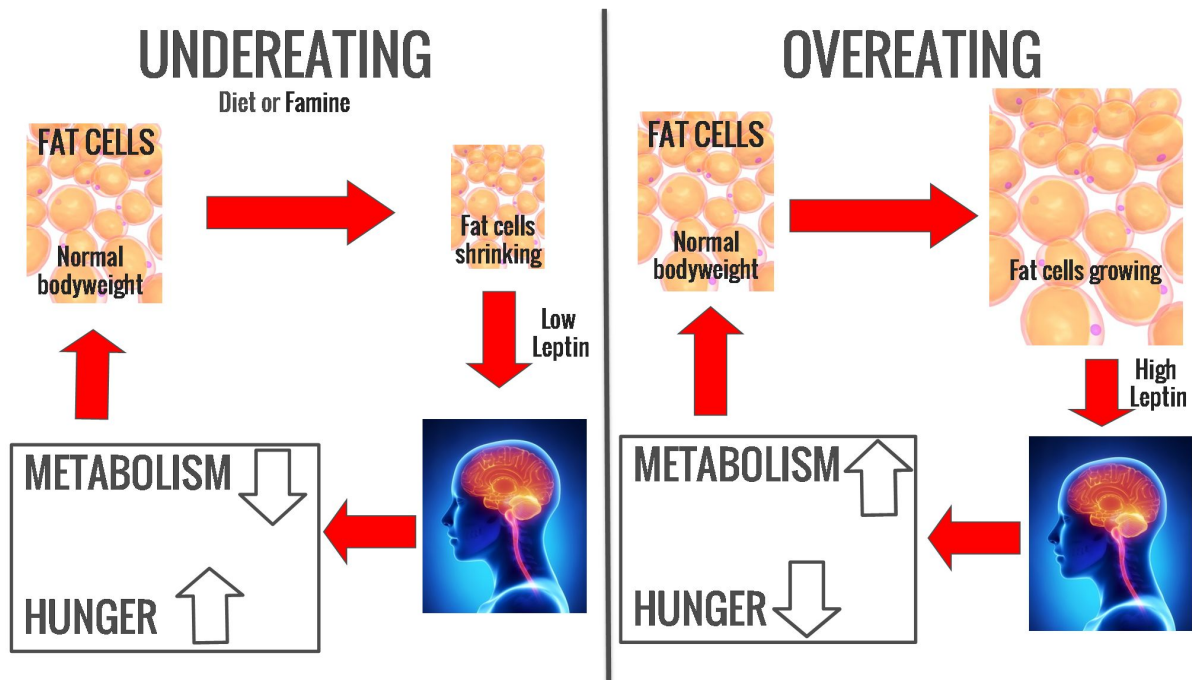 UNDEREATING
Diet or Famine
FAT CELLS
Normal
bodyweight
Fat cells
shrinking
Low
Leptin
METABOLISM
HUNGER
OVEREATING
FAT CELLS
Normal
bodyweight
Fat cells growing
High
Leptin
METABOLISM
HUNGER